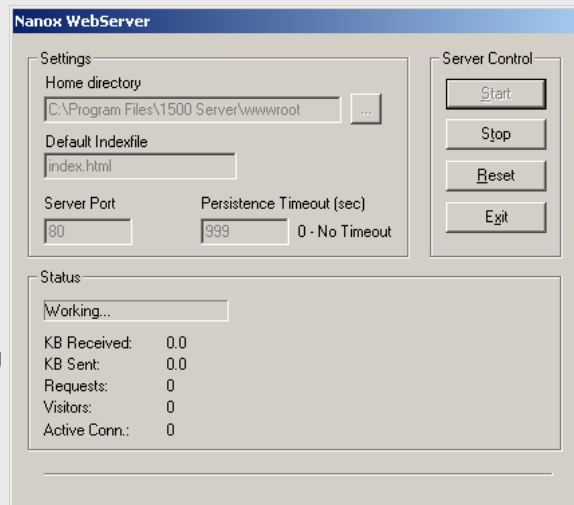 Nanox WebServer
Settings
Home directory
C:\Program Files\1500 Server\wwwroot
...
Default Indexfile
index.html
Server Port
Persistence Timeout (sec)
80
999
0 - No Timeout
Server Control
Start
Stop
Reset
Exit
Status
Working...
KB Received: 0.0
KB Sent: 0.0
Requests: 0
Visitors: 0
Active Conn.: 0